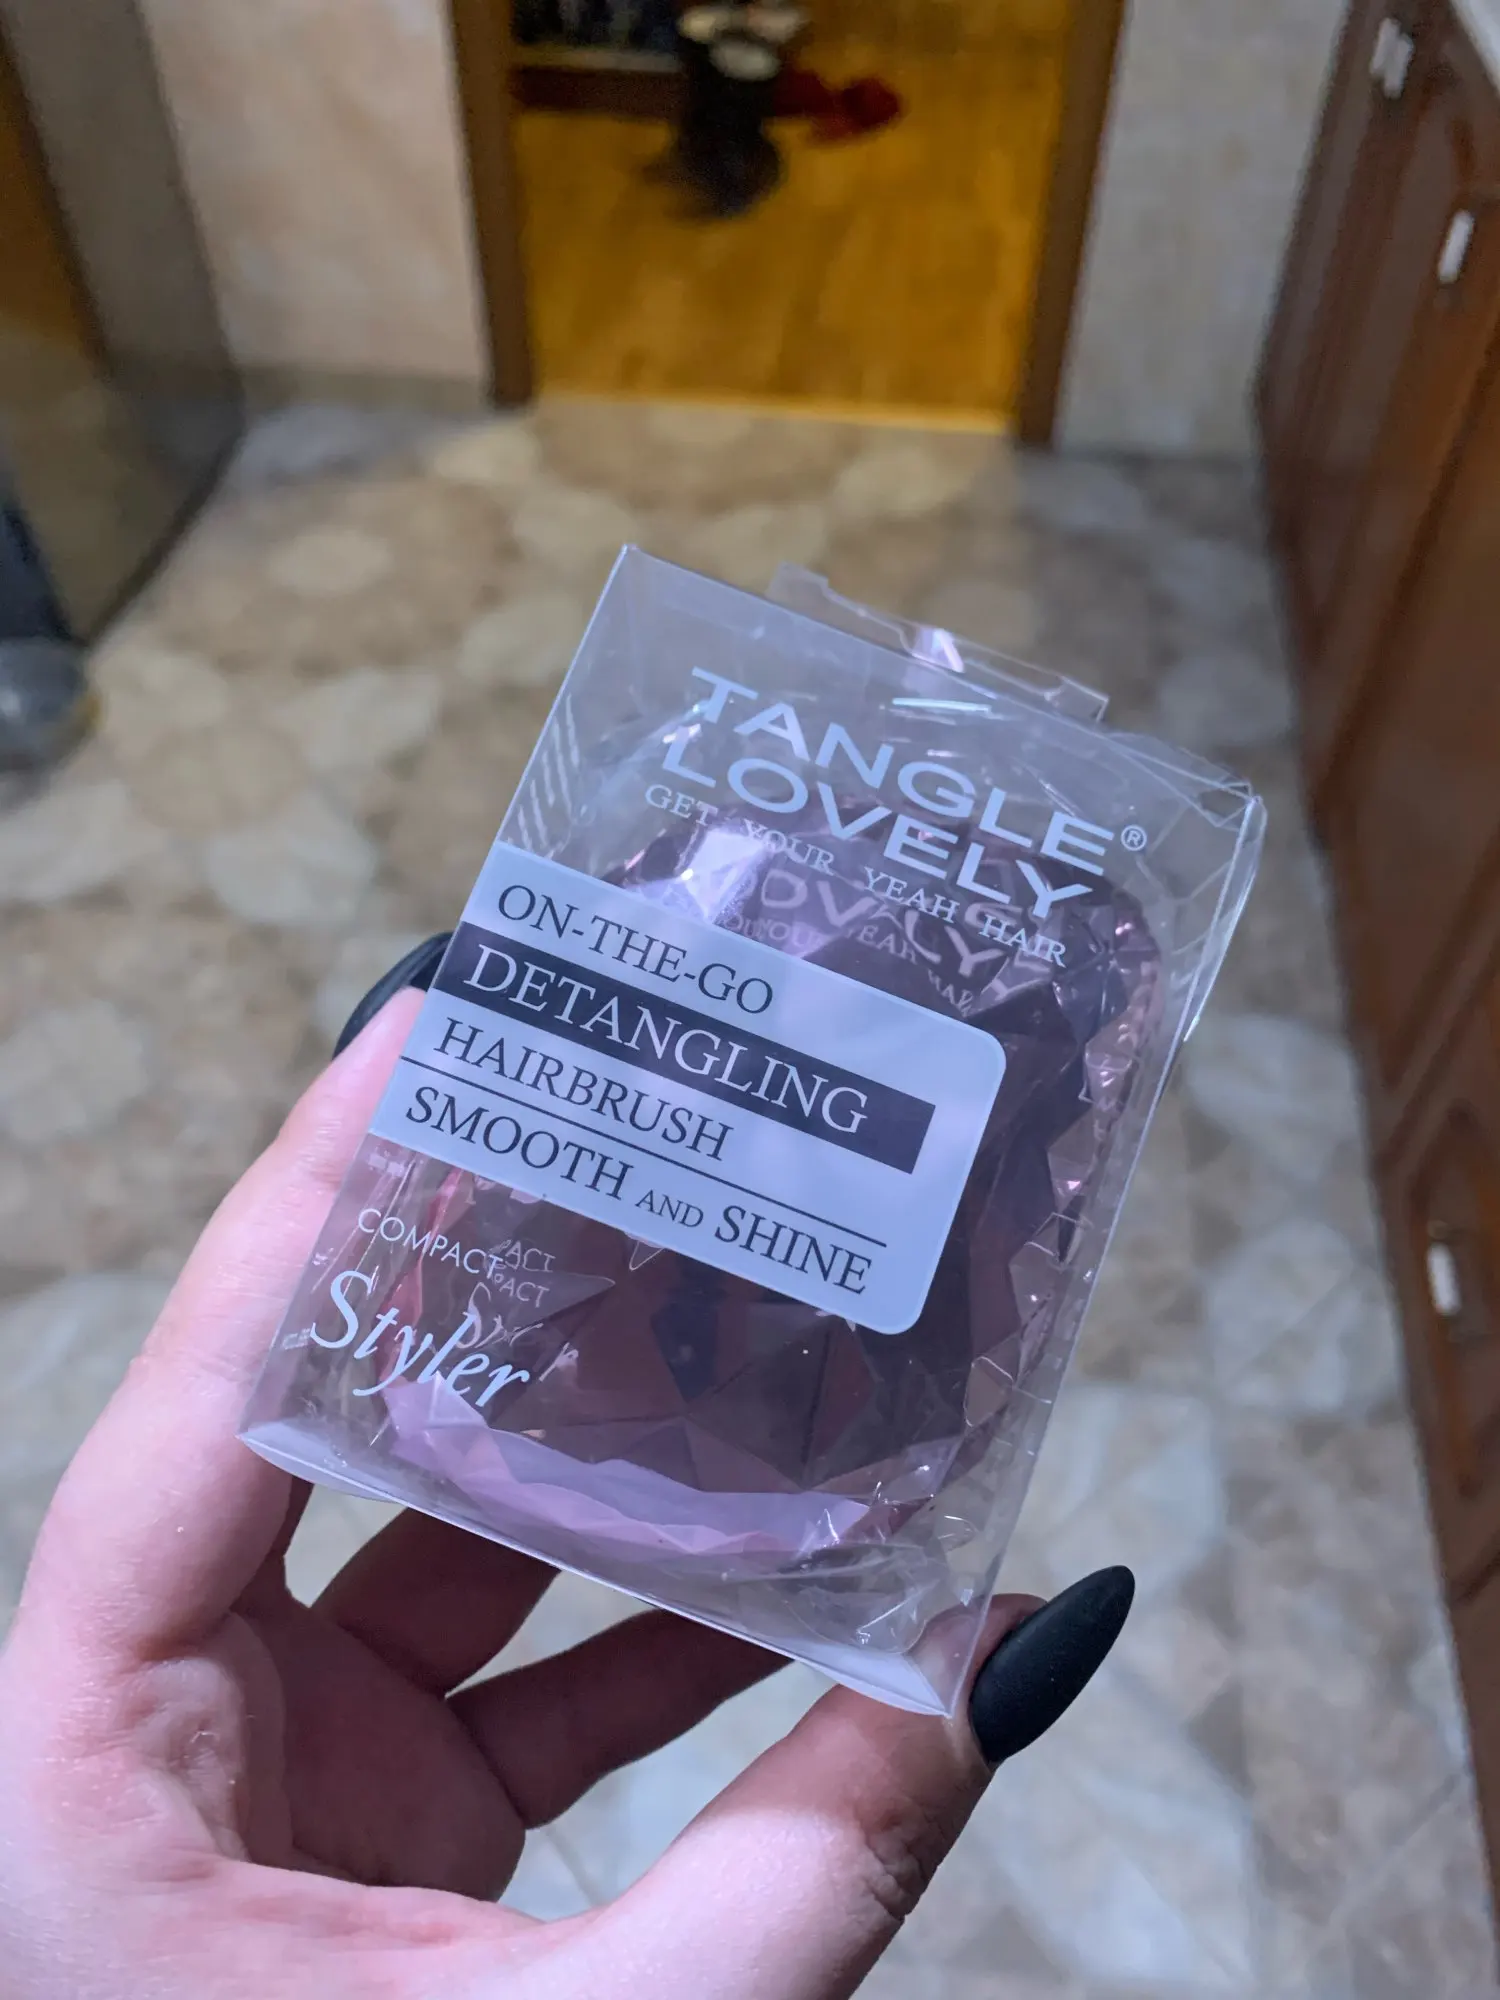 TANGLE®
LOVELY
GET YOUR YEAH HAIR
ON-THE-GO
DETANGLING
HAIRBRUSH
SMOOTH AND SHINE
COMPACT
Styler